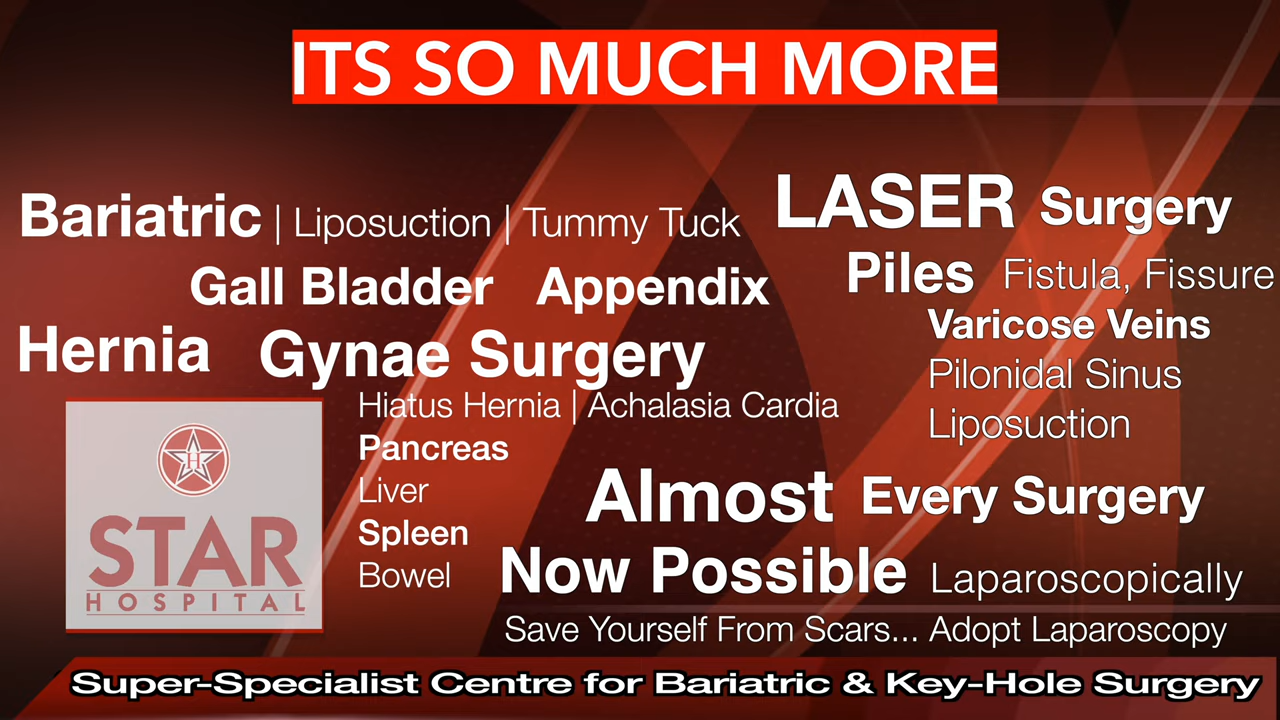 ITS SO MUCH MORE
Bariatric | Liposuction | Tummy Tuck
Gall Bladder Appendix
Hernia Gynae Surgery
Hiatus Hernia | Achalasia Cardia
Pancreas
Liver
Spleen
Bowel
LASER Surgery
Piles Fistula, Fissure
Varicose Veins
Pilonidal Sinus
Liposuction
Almost Every Surgery
Now Possible Laparoscopically
Save Yourself From Scars... Adopt Laparoscopy
H
STAR
HOSPITAL
Super-Specialist Centre for Bariatric & Key-Hole Surgery